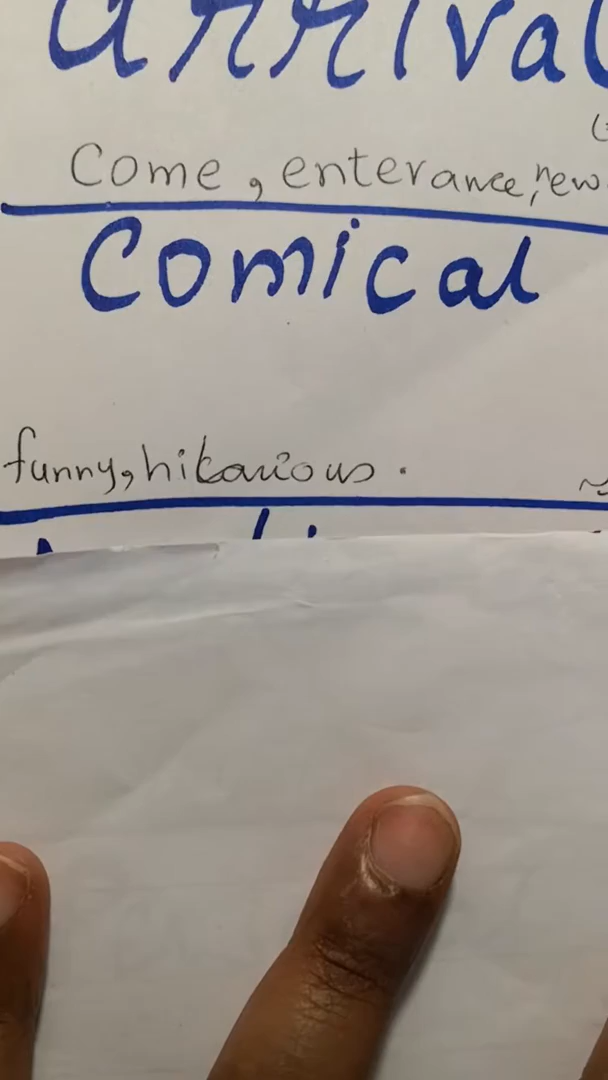 arrival
Come, enterance, new
Comical
funny, hilarious.